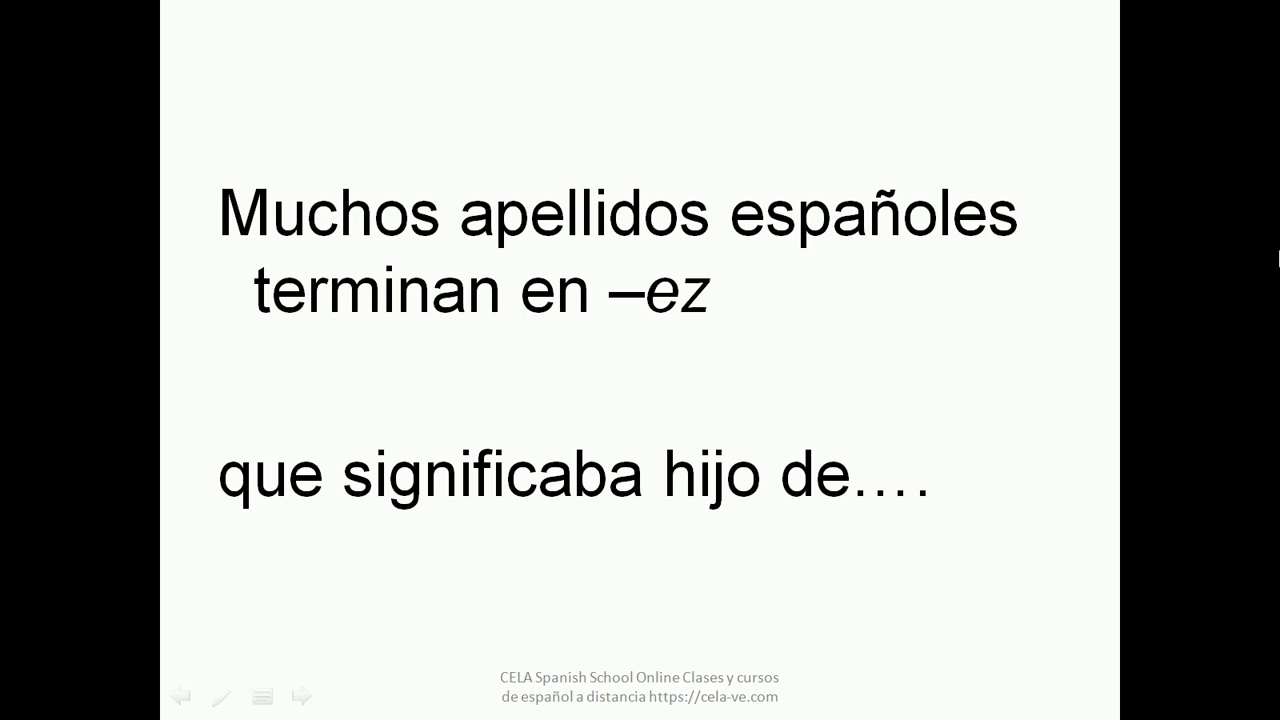 Muchos apellidos españoles
terminan en –ez
que significaba hijo de….
CELA Spanish School Online Clases y cursos
de español a distancia https://cela-ve.com